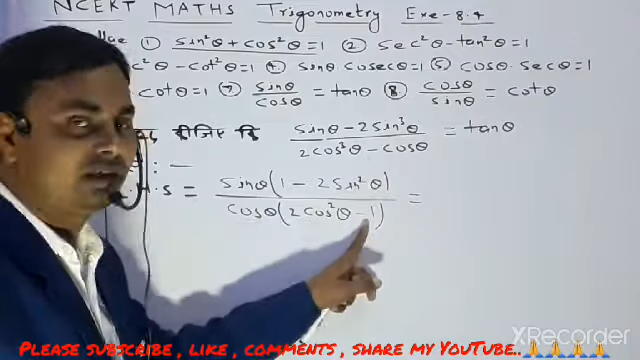 NCERT MATHS Trigonometry Exe-8.4
① sin²θ+cos²θ=1 ② sec²θ-tan²θ=1
c²θ-cot²θ=1 ④ sinθ cosecθ=1 ⑤ cosθ.secθ=1
cotθ=1 ⑦ sinθ/cosθ = tanθ ⑧ cosθ/sinθ = cotθ
कीजिए कि (sinθ-2sin³θ)/(2cos³θ-cosθ) = tanθ
: —
H.S = sinθ(1-2sin²θ)/cosθ(2cos²θ-1) =
Please subscribe , like , comments , share my YouTube.. 🙏🙏🙏🙏
XRecorder